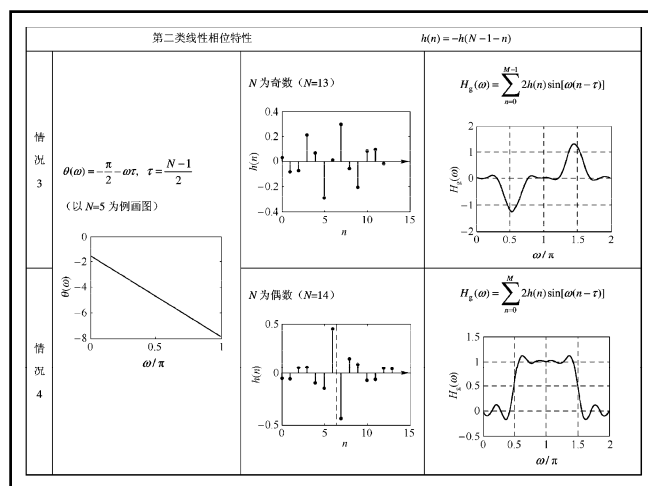 第二类线性相位特性
h(n)=-h(N-1-n)
情况3
θ(ω)=-π/2-ωτ, τ=(N-1)/2
（以 N=5 为例画图）
θ(ω)
0
-2
-4
-6
-8
0
0.5
1
ω/π
N 为奇数（N=13）
h(n)
0.4
0.2
0
-0.2
-0.4
0
5
10
15
n
H_g(ω)=∑_{n=0}^{M-1}2h(n)sin[ω(n-τ)]
H_g(ω)
2
1
0
-1
-2
0
0.5
1.0
1.5
2
ω/π
情况4
N 为偶数（N=14）
h(n)
0.5
0
-0.5
0
5
10
15
n
H_g(ω)=∑_{n=0}^{M}2h(n)sin[ω(n-τ)]
H_g(ω)
1.5
1
0.5
0
-0.5
0
0.5
1.0
1.5
2
ω/π